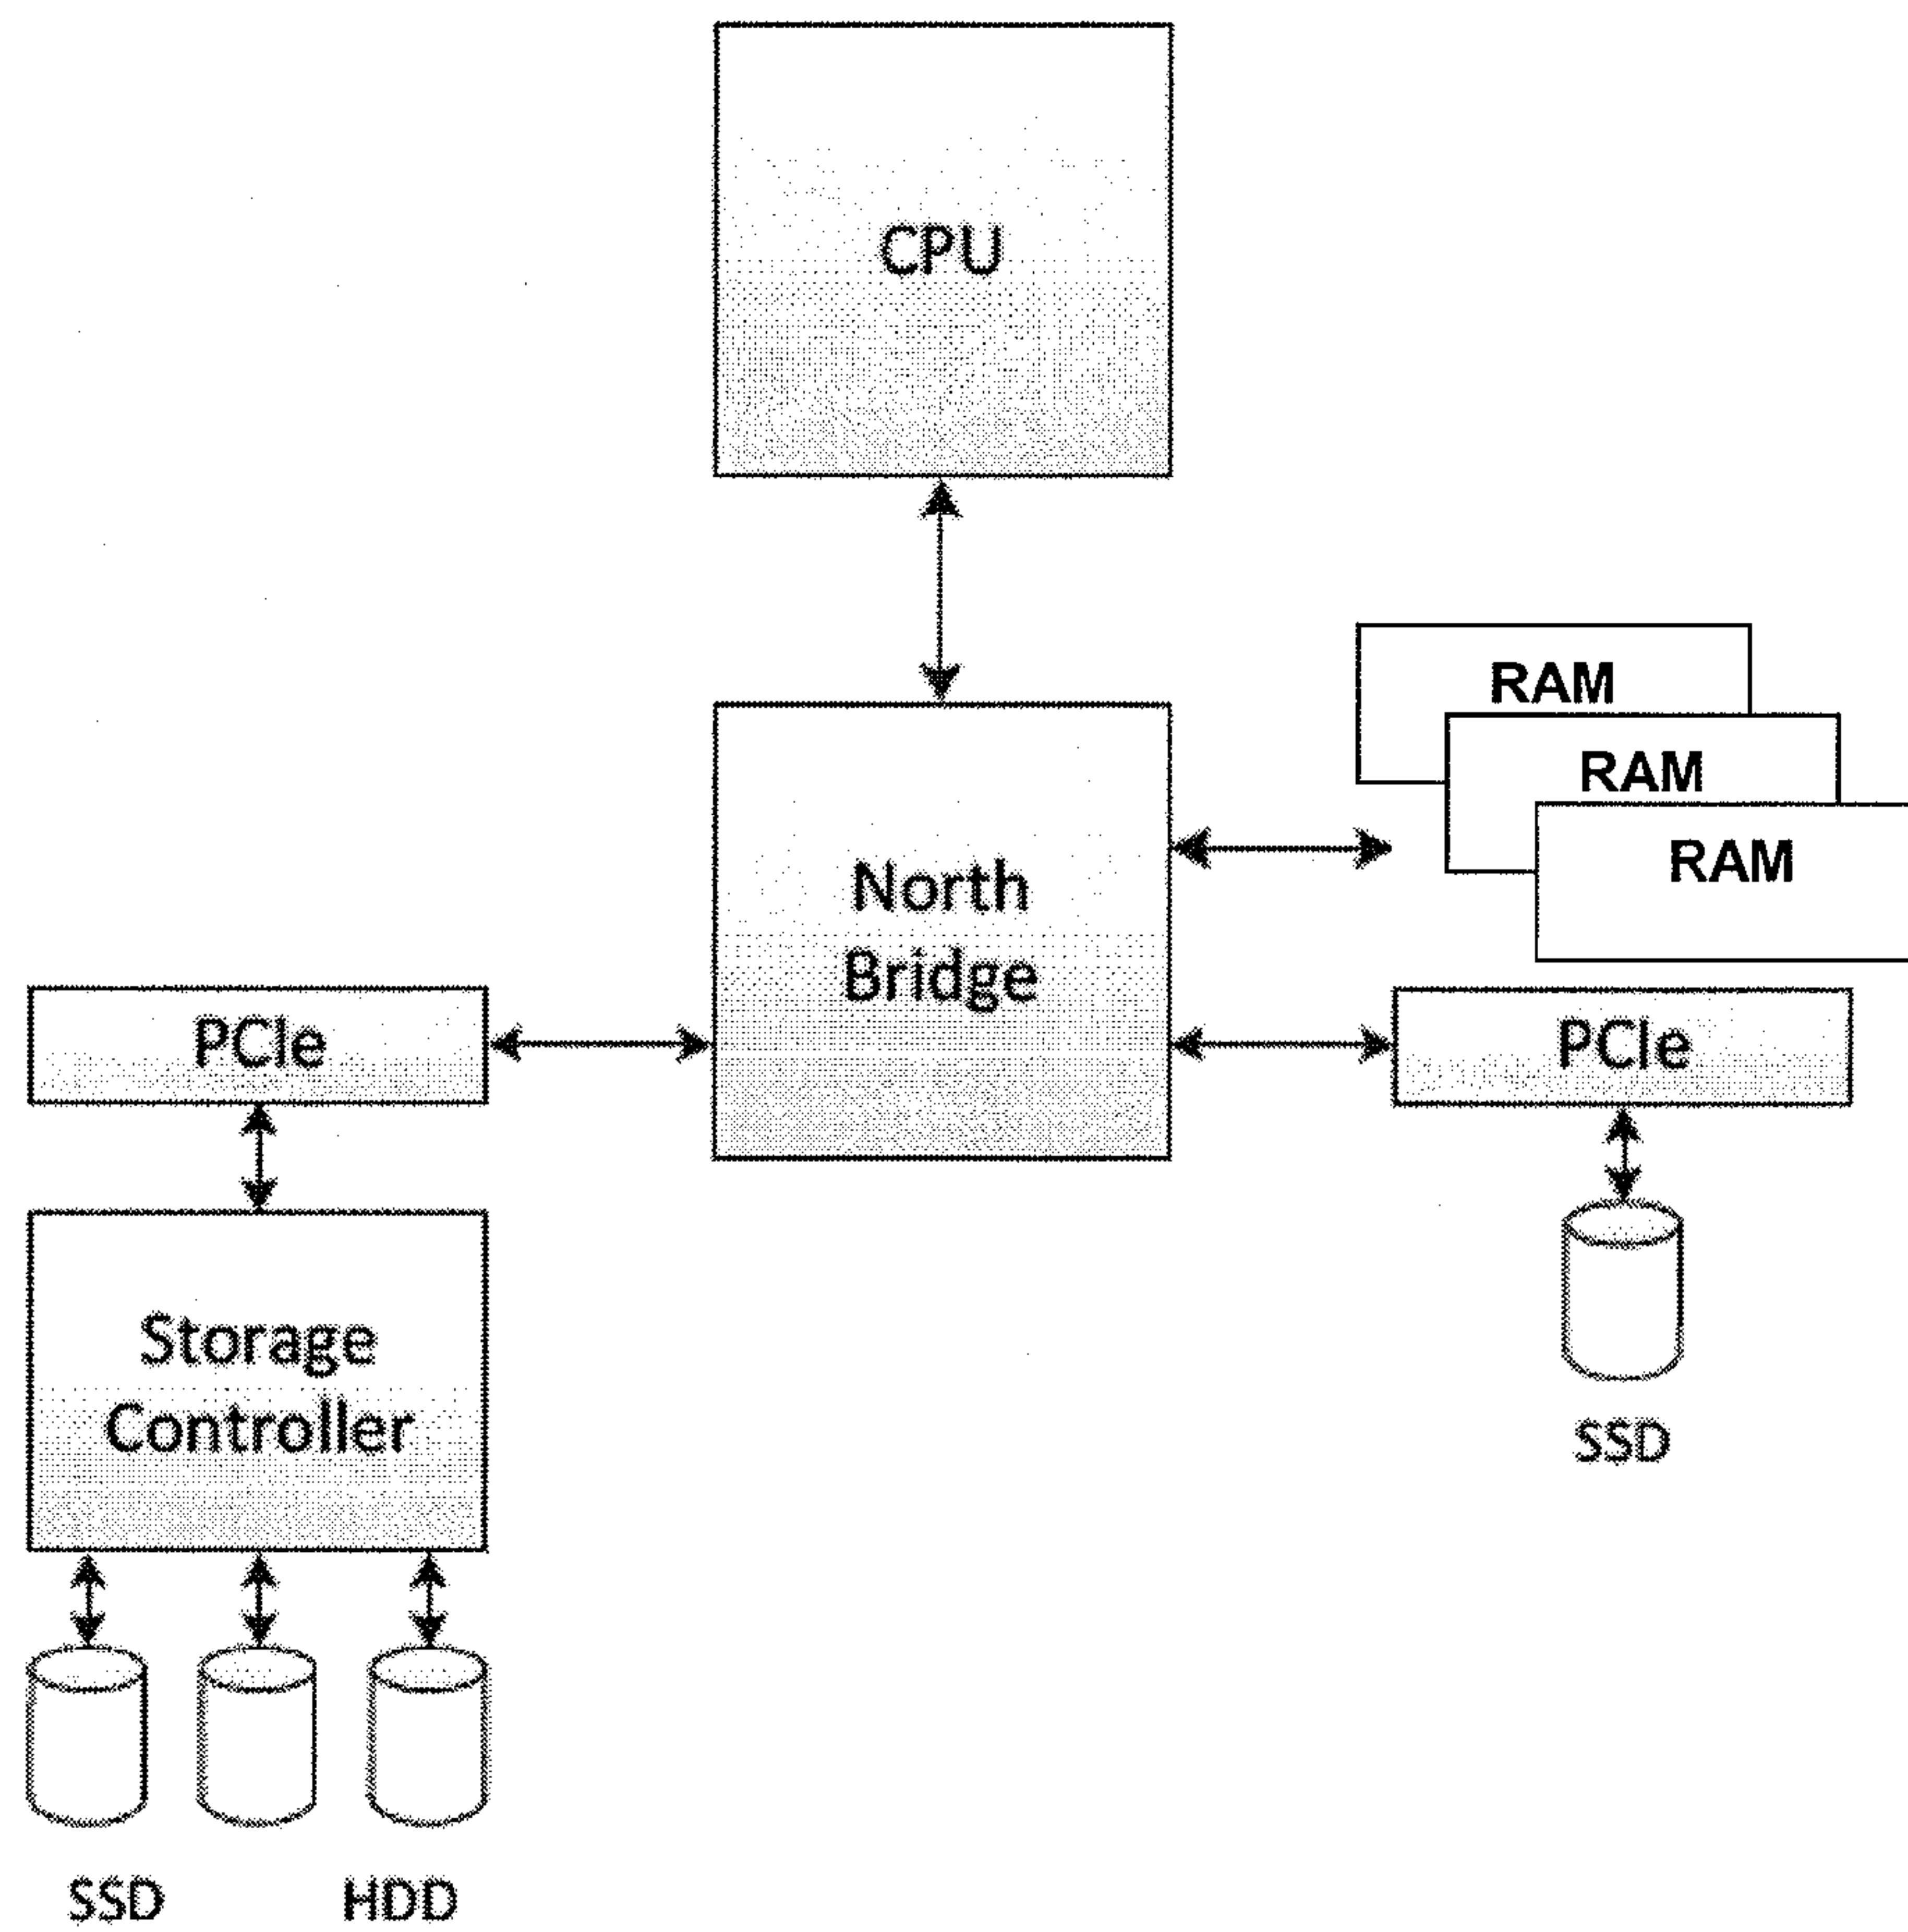 CPU
RAM
RAM
RAM
North
Bridge
PCIe
PCIe
Storage
Controller
SSD
SSD
HDD